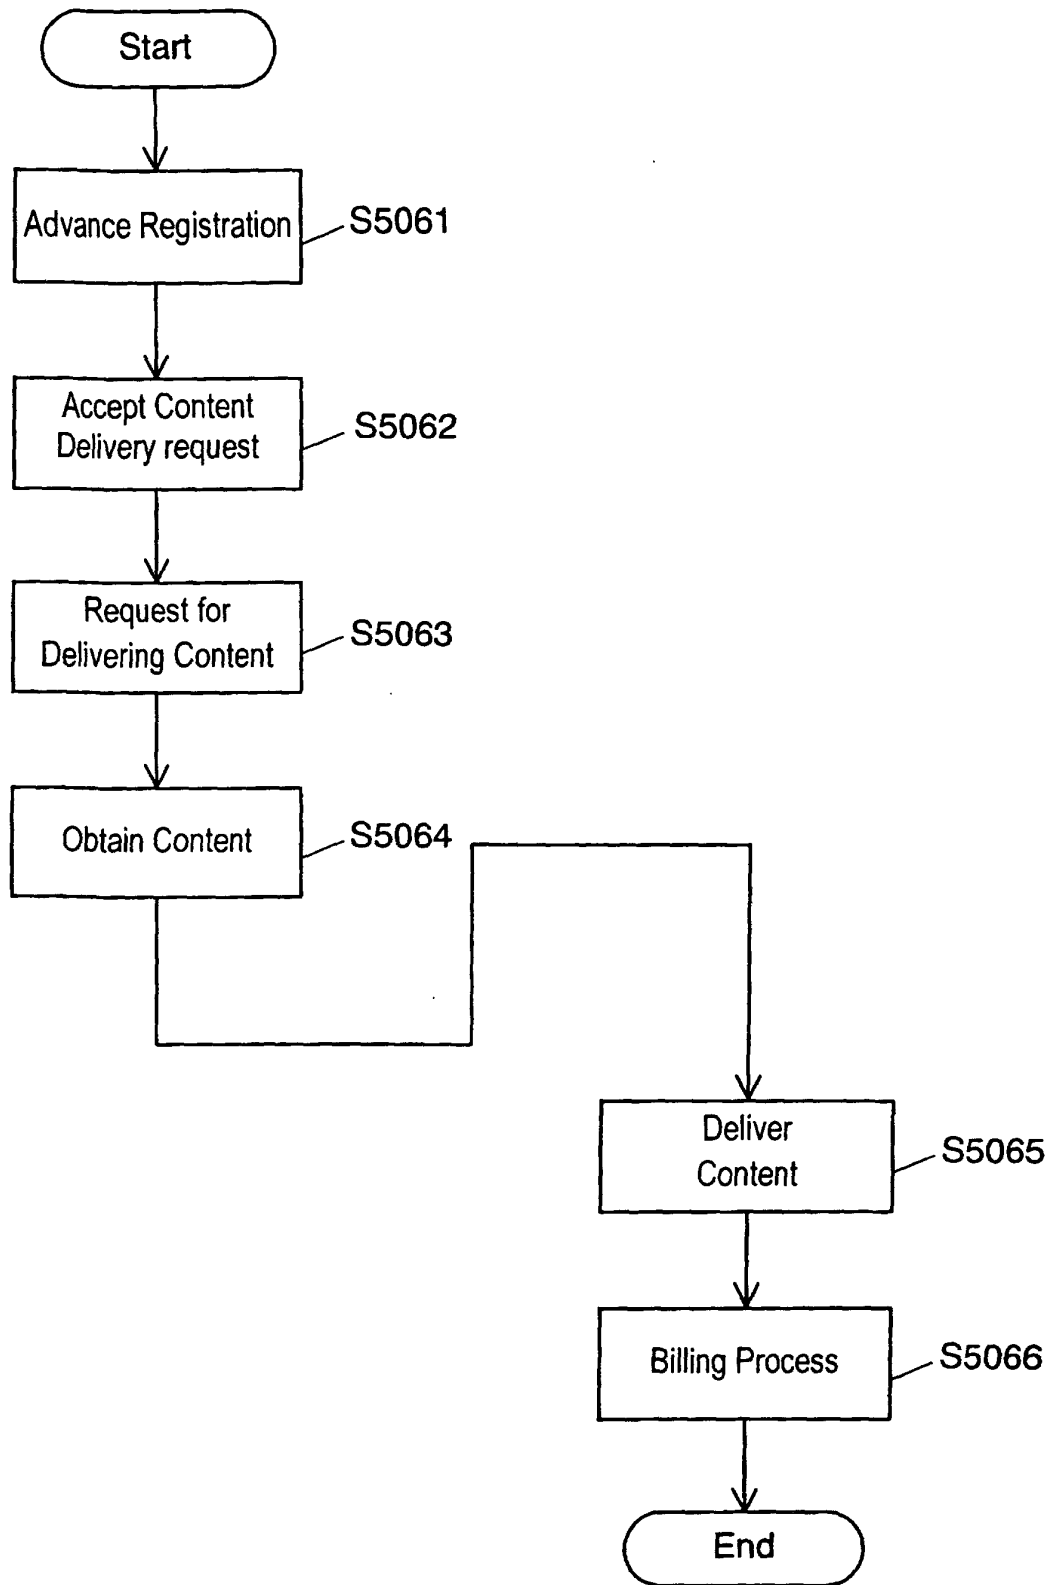 Start
Advance Registration
S5061
Accept Content
Delivery request
S5062
Request for
Delivering Content
S5063
Obtain Content
S5064
Deliver
Content
S5065
Billing Process
S5066
End